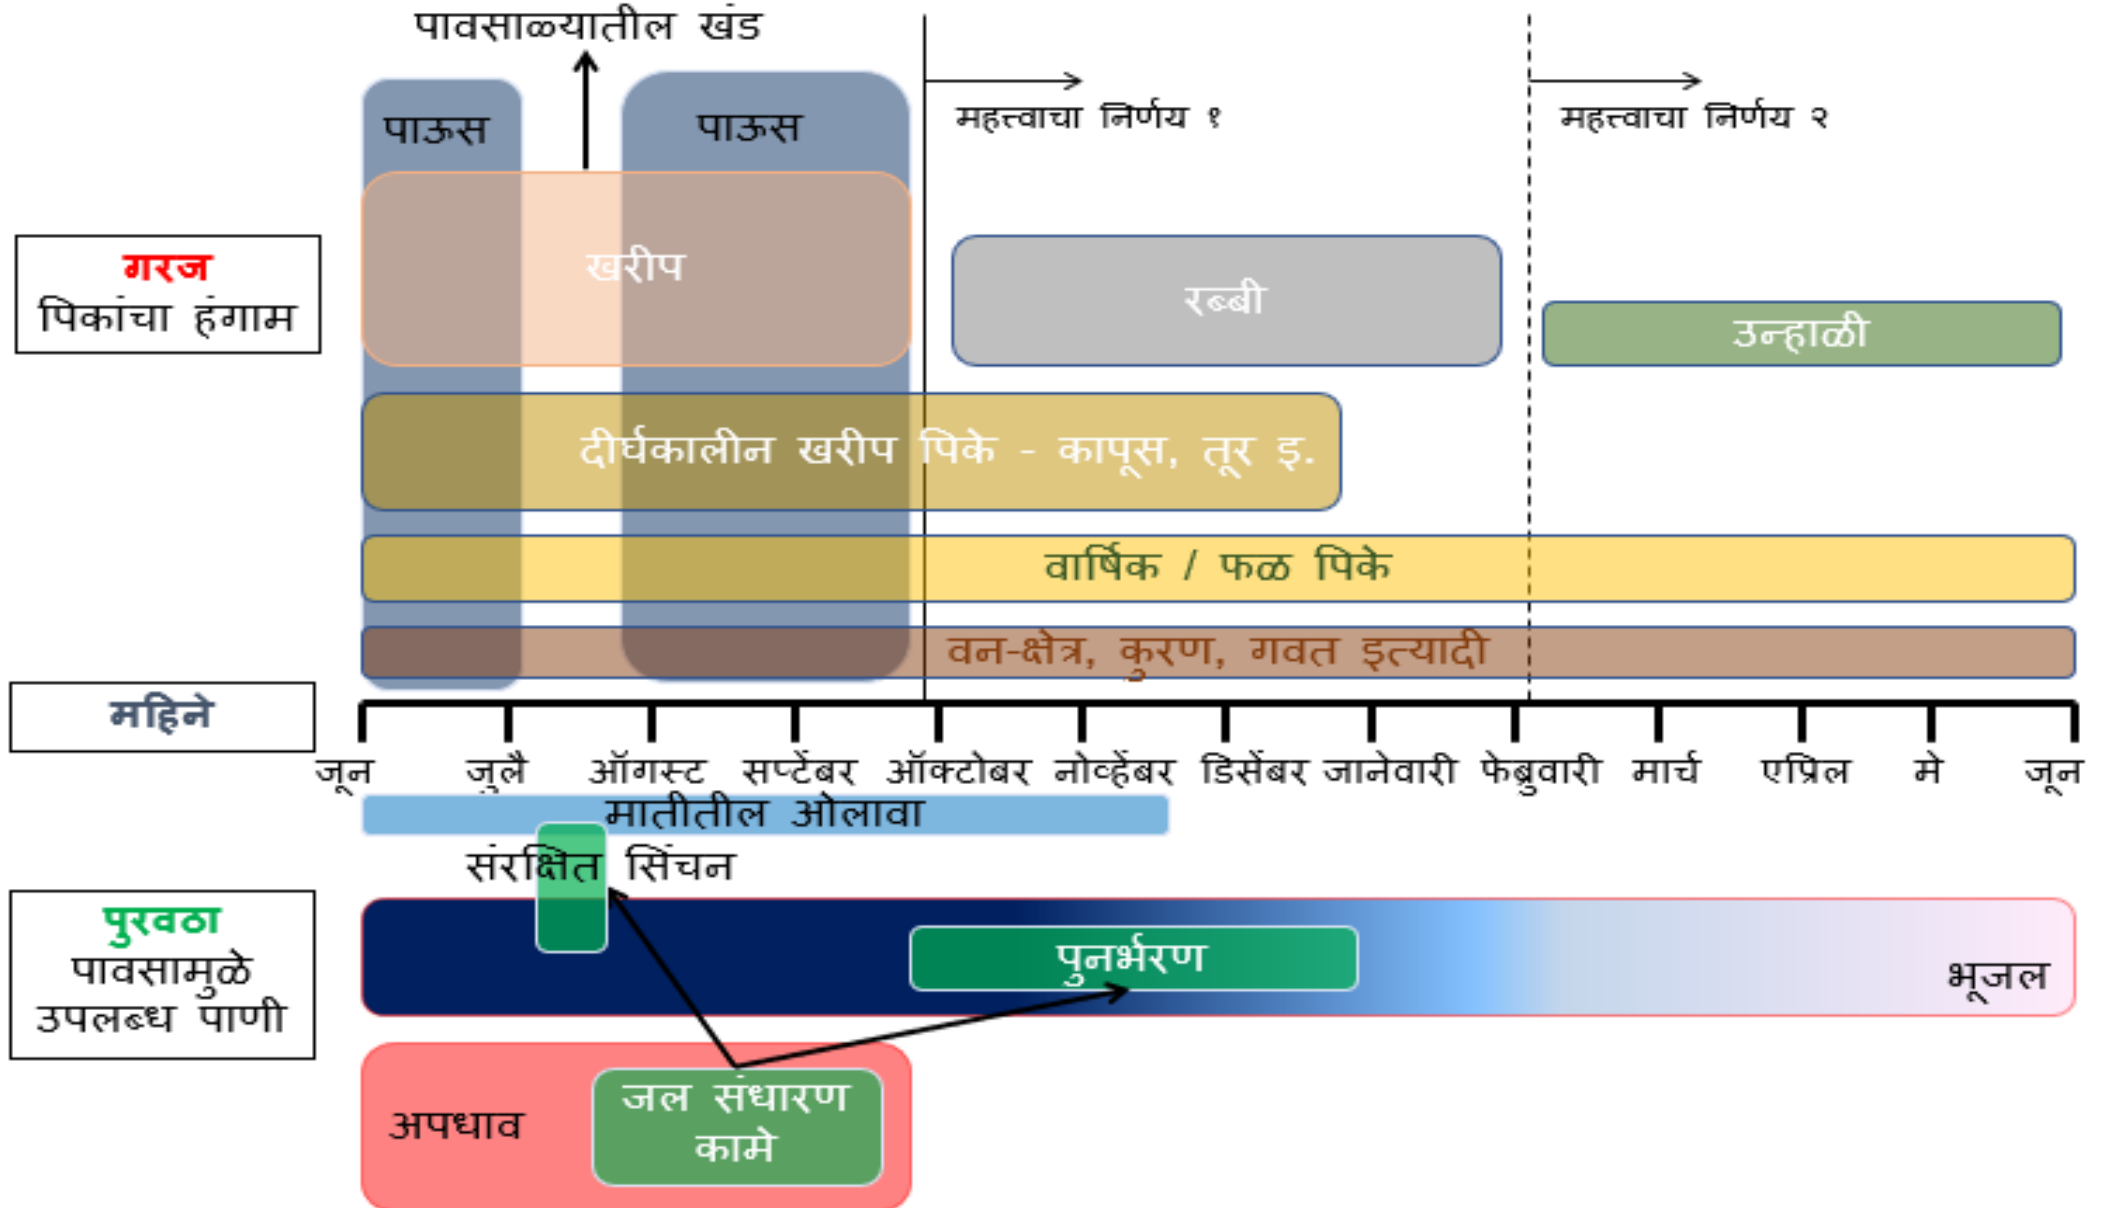 पावसाळ्यातील खंड
पाऊस
पाऊस
महत्त्वाचा निर्णय १
महत्त्वाचा निर्णय २
गरज
पिकांचा हंगाम
खरीप
रब्बी
उन्हाळी
दीर्घकालीन खरीप पिके - कापूस, तूर इ.
वार्षिक / फळ पिके
वन-क्षेत्र, कुरण, गवत इत्यादी
महिने
जून जुलै ऑगस्ट सप्टेंबर ऑक्टोबर नोव्हेंबर डिसेंबर जानेवारी फेब्रुवारी मार्च एप्रिल मे जून
मातीतील ओलावा
संरक्षित सिंचन
पुरवठा
पावसामुळे
उपलब्ध पाणी
पुनर्भरण
भूजल
अपधाव
जल संधारण
कामे